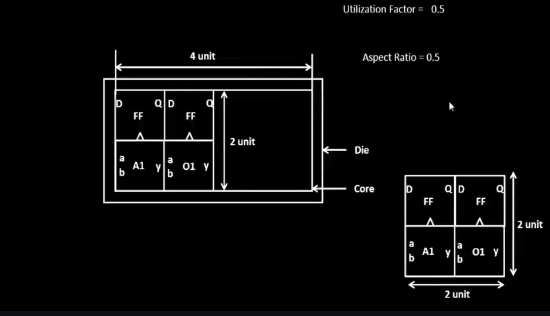 Utilization Factor = 0.5
4 unit
Aspect Ratio = 0.5
D Q D Q
FF FF
2 unit
a A1 y a O1 y
b b
Die
Core
D Q D Q
FF FF
2 unit
a A1 y a O1 y
b b
2 unit